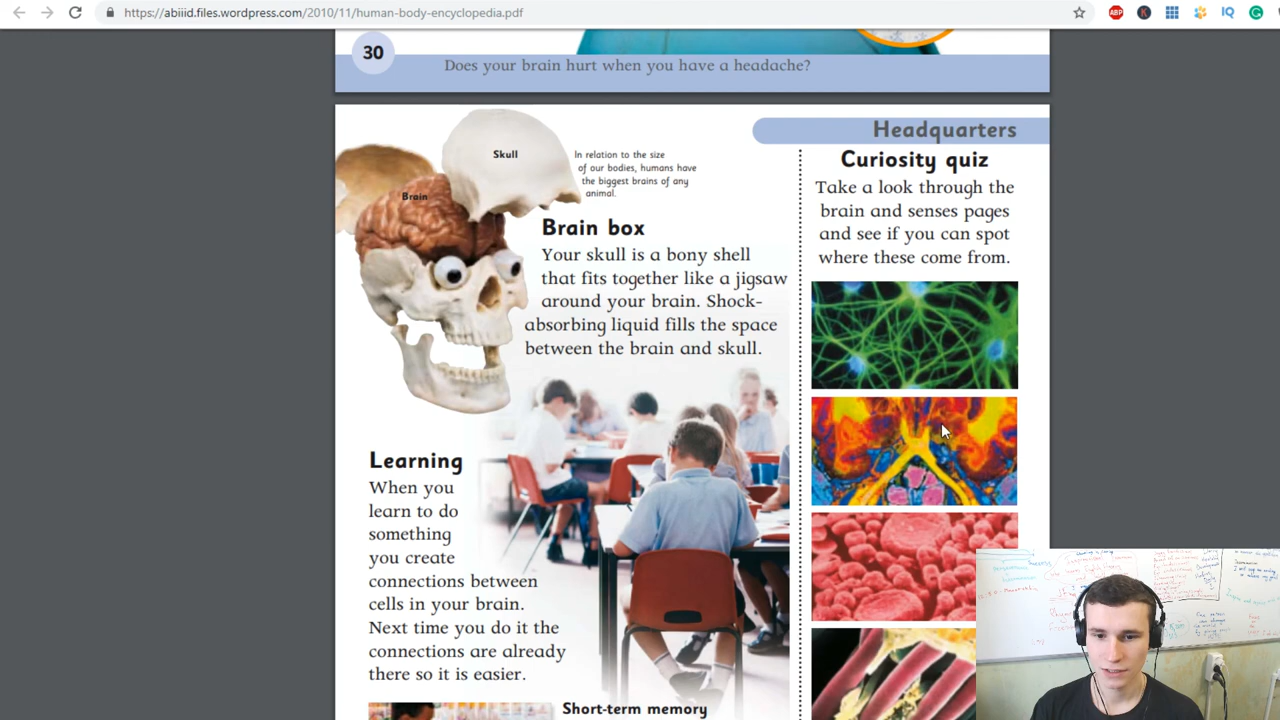 https://abiiid.files.wordpress.com/2010/11/human-body-encyclopedia.pdf
ABP
K
IQ
G
30
Does your brain hurt when you have a headache?
Headquarters
Skull
Brain
In relation to the size
of our bodies, humans have
the biggest brains of any
animal.
Brain box
Your skull is a bony shell
that fits together like a jigsaw
around your brain. Shock-
absorbing liquid fills the space
between the brain and skull.
Learning
When you
learn to do
something
you create
connections between
cells in your brain.
Next time you do it the
connections are already
there so it is easier.
Short-term memory
Curiosity quiz
Take a look through the
brain and senses pages
and see if you can spot
where these come from.